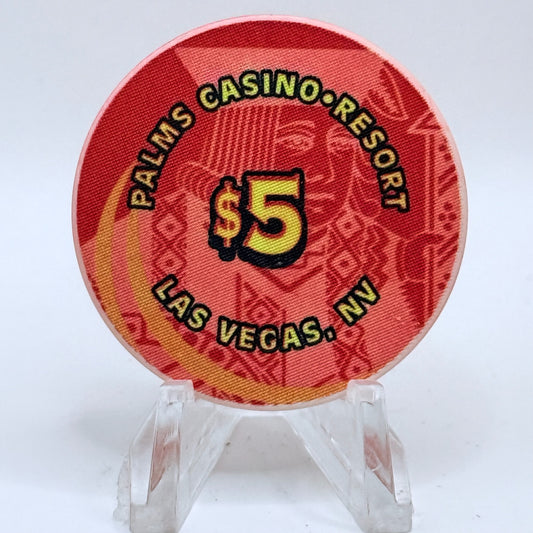 PALMS CASINO•RESORT
$5
LAS VEGAS, NV